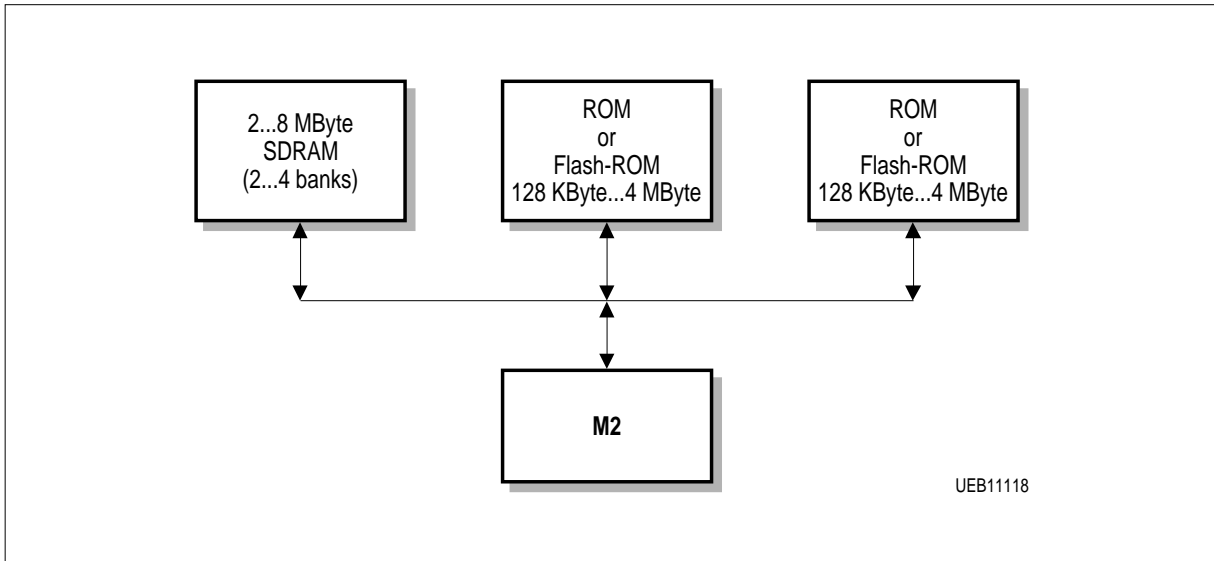 2...8 MByte
SDRAM
(2...4 banks)
ROM
or
Flash-ROM
128 KByte...4 MByte
ROM
or
Flash-ROM
128 KByte...4 MByte
M2
UEB11118